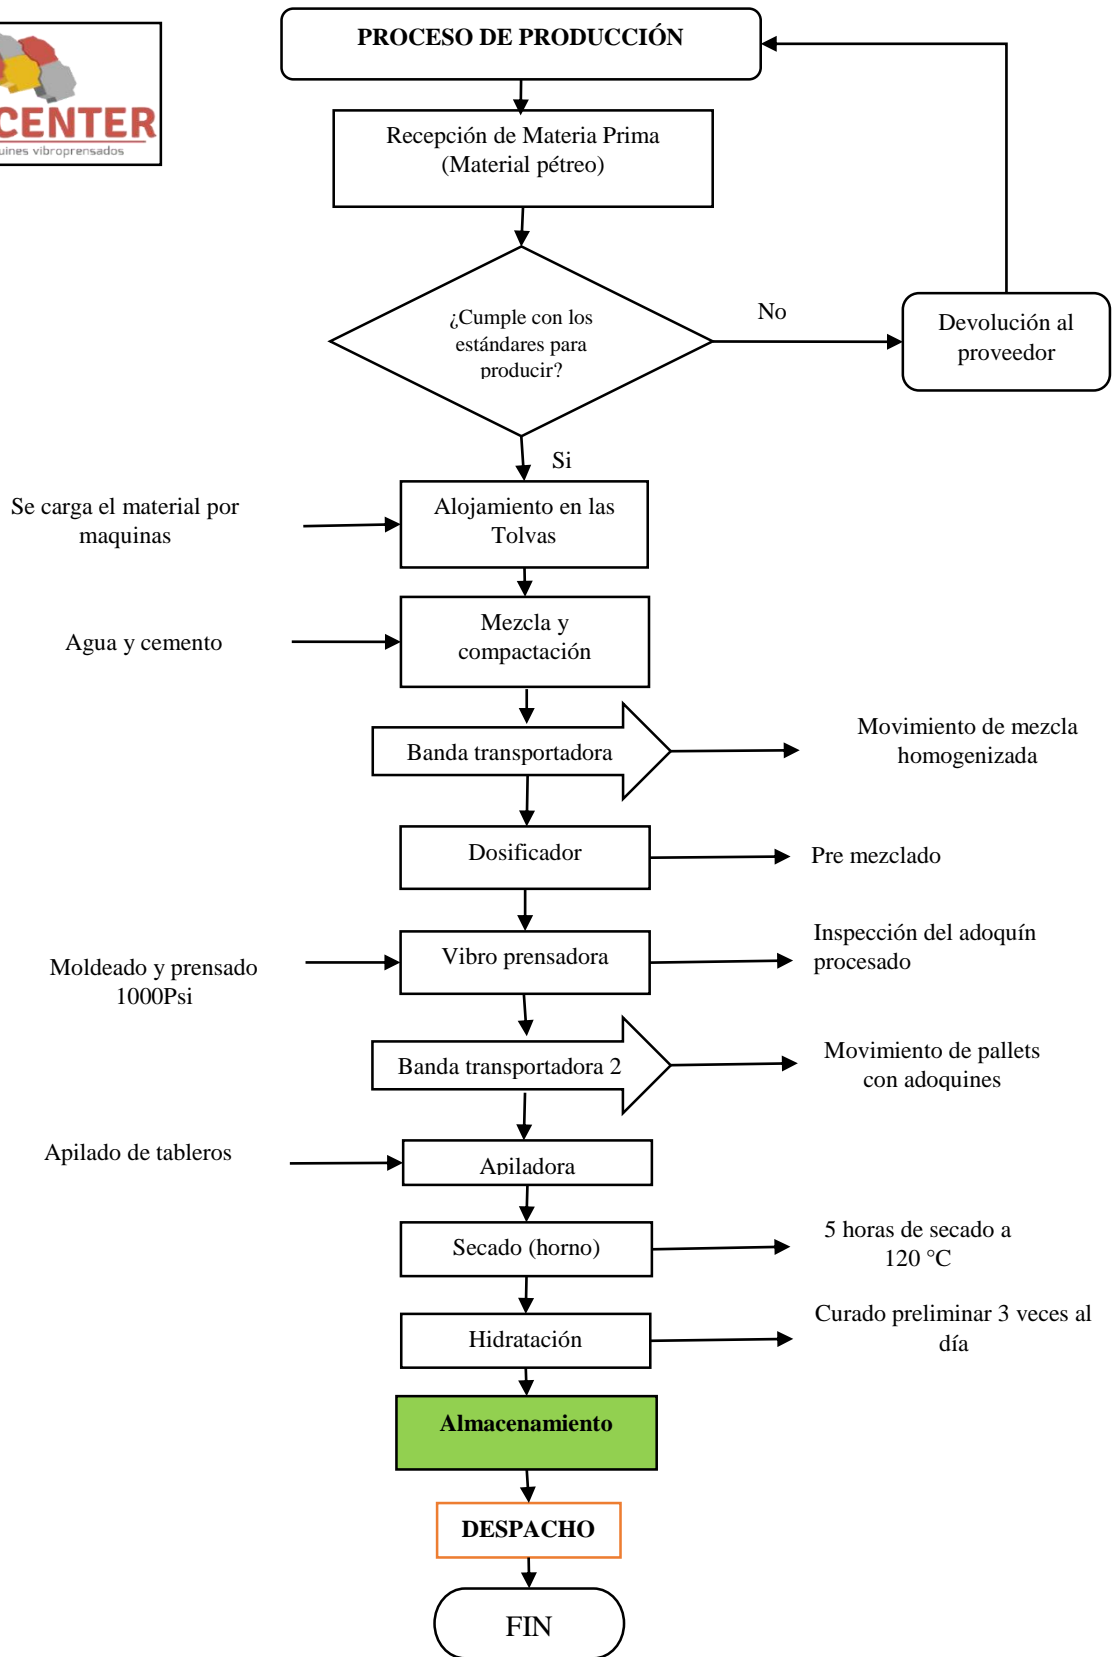 CENTER
uines vibroprensados
PROCESO DE PRODUCCIÓN
Recepción de Materia Prima
(Material pétreo)
¿Cumple con los
estándares para
producir?
No
Devolución al
proveedor
Si
Se carga el material por
maquinas
Alojamiento en las
Tolvas
Agua y cemento
Mezcla y
compactación
Banda transportadora
Movimiento de mezcla
homogenizada
Dosificador
Pre mezclado
Moldeado y prensado
1000Psi
Vibro prensadora
Inspección del adoquín
procesado
Banda transportadora 2
Movimiento de pallets
con adoquines
Apilado de tableros
Apiladora
Secado (horno)
5 horas de secado a
120 °C
Hidratación
Curado preliminar 3 veces al
día
Almacenamiento
DESPACHO
FIN